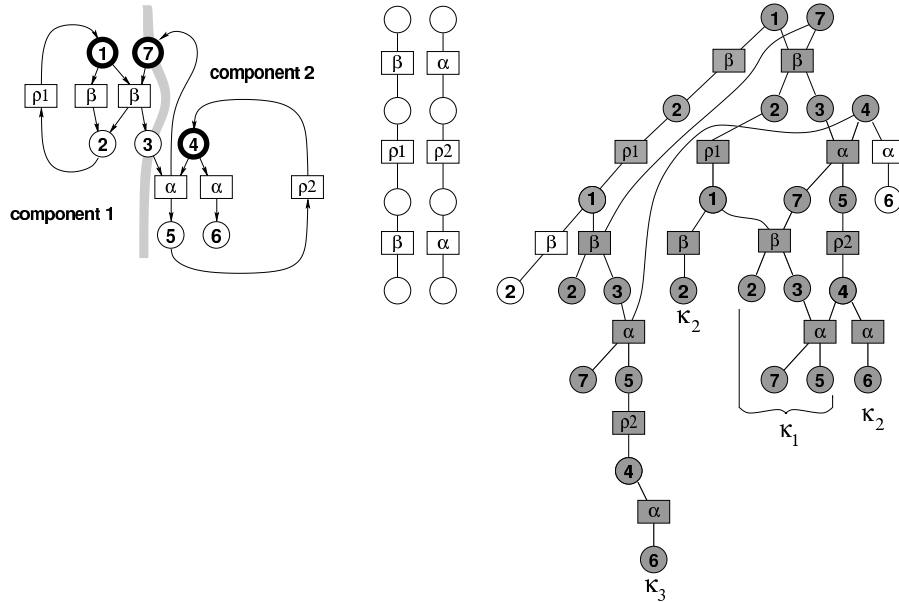 1 7
component 2
ρ1 β β
2 3 4
α α ρ2
component 1
5 6
β α
ρ1 ρ2
β α
1 7
β β
2 2 3 4
ρ1 ρ1 α α
1 1 7 5 6
β β β β ρ2
2 2 3 2 2 3 4
κ2
α α α
7 5 7 5 6
ρ2 κ1 κ2
4
α
6
κ3